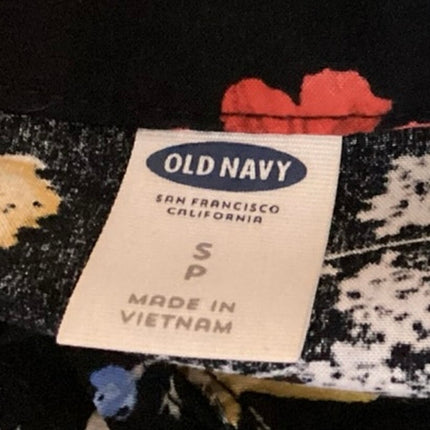 OLD NAVY
SAN FRANCISCO
CALIFORNIA
S
P
MADE IN
VIETNAM